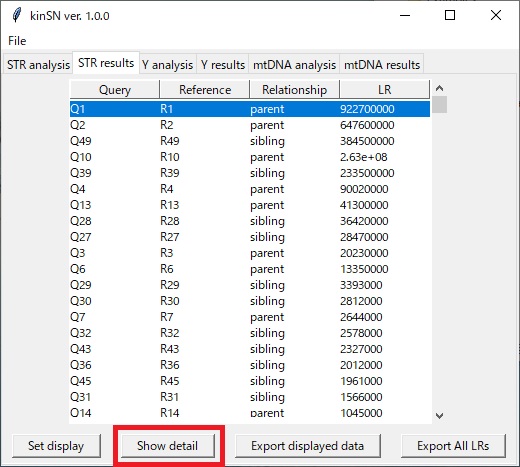 kinSN ver. 1.0.0
File
STR analysis STR results Y analysis Y results mtDNA analysis mtDNA results
Query Reference Relationship LR
Q1 R1 parent 922700000
Q2 R2 parent 647600000
Q49 R49 sibling 384500000
Q10 R10 parent 2.63e+08
Q39 R39 sibling 233500000
Q4 R4 parent 90020000
Q13 R13 parent 41300000
Q28 R28 sibling 36420000
Q27 R27 sibling 28470000
Q3 R3 parent 20230000
Q6 R6 parent 13350000
Q29 R29 sibling 3393000
Q30 R30 sibling 2812000
Q7 R7 parent 2644000
Q32 R32 sibling 2578000
Q43 R43 sibling 2327000
Q36 R36 sibling 2012000
Q45 R45 sibling 1961000
Q31 R31 sibling 1566000
Q14 R14 parent 1045000
Set display Show detail Export displayed data Export All LRs